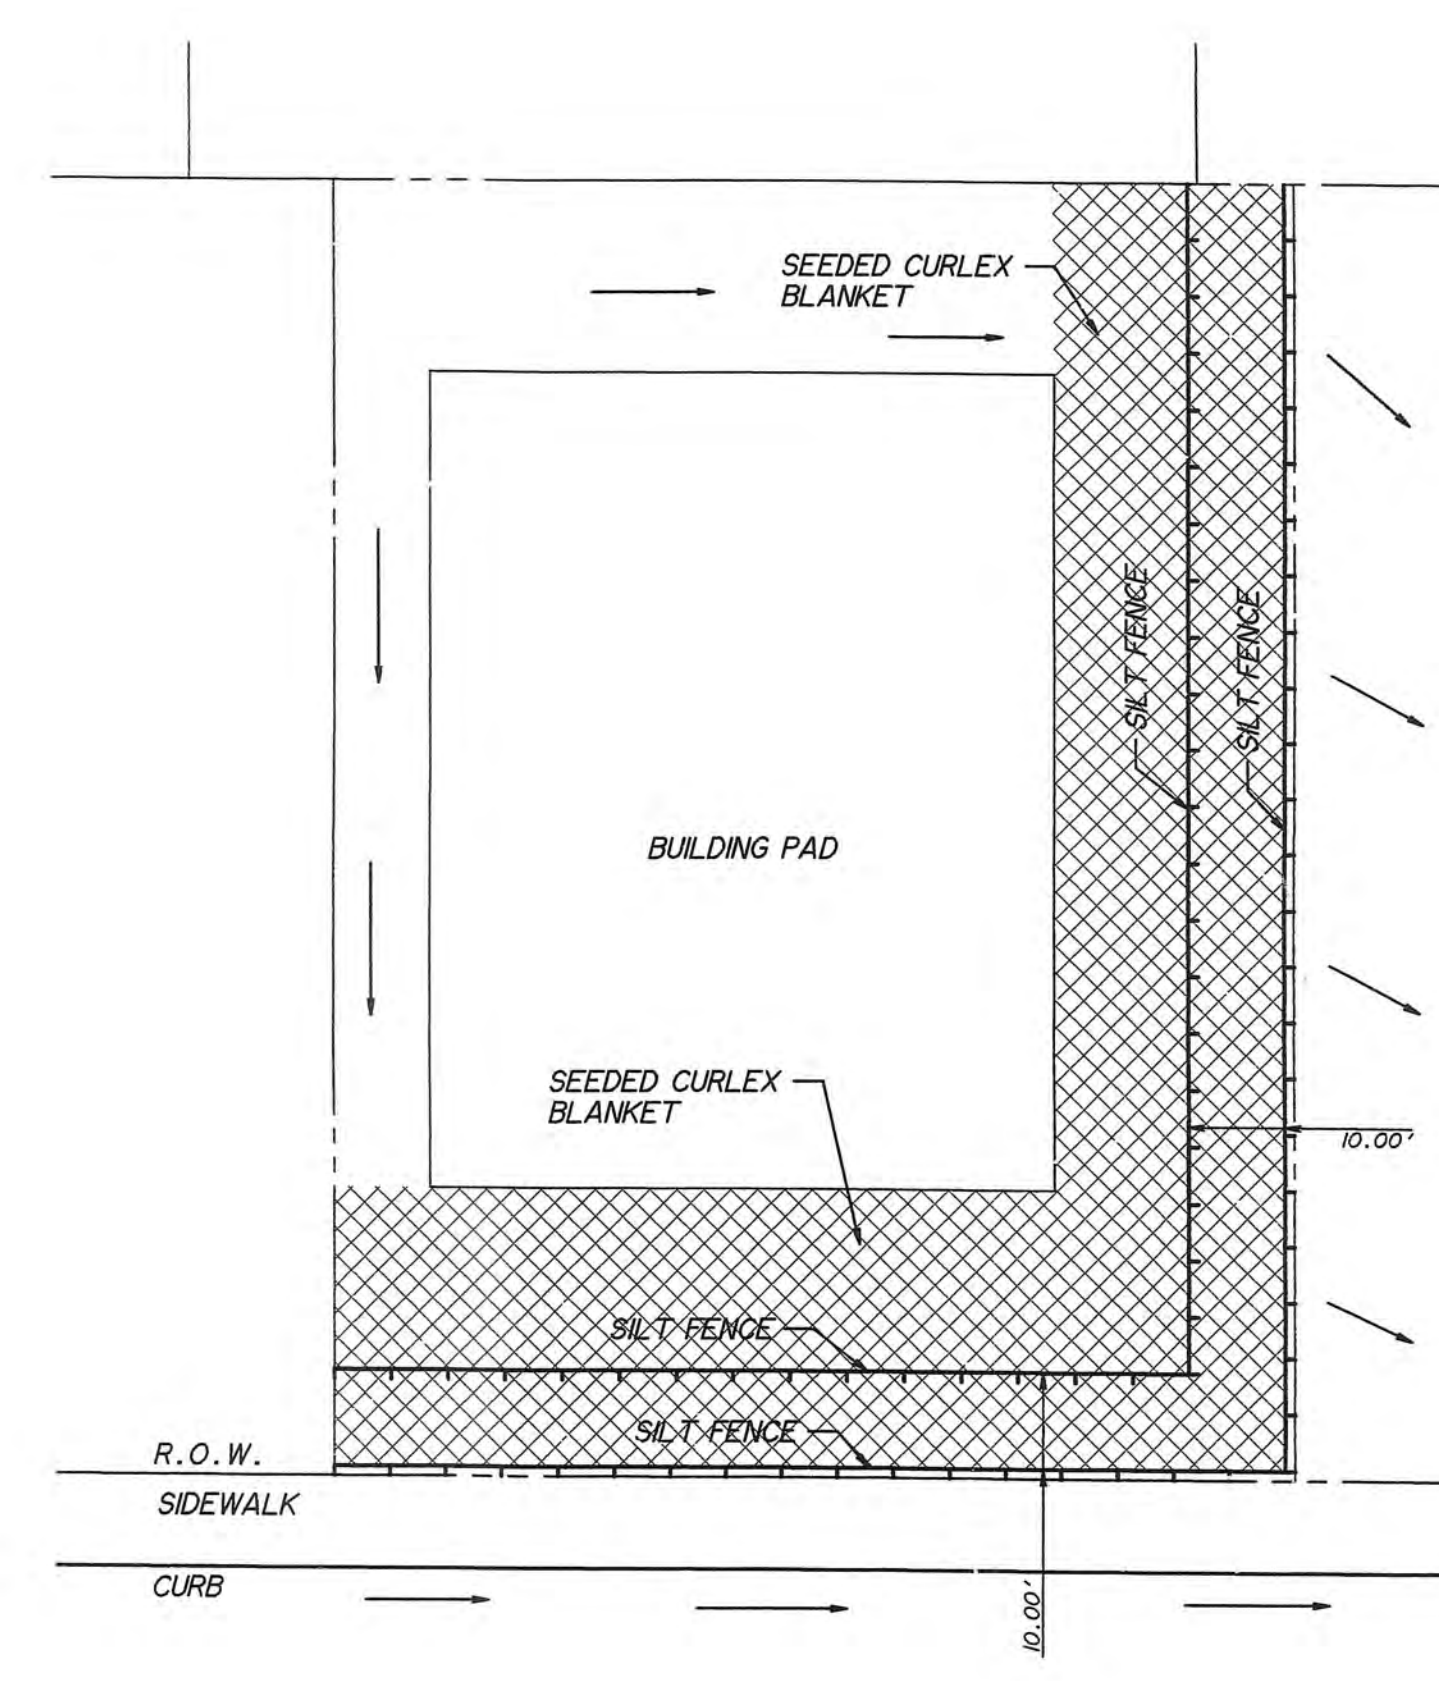 SEEDED CURLEX
BLANKET
SILT FENCE
SILT FENCE
BUILDING PAD
SEEDED CURLEX
BLANKET
10.00'
SILT FENCE
SILT FENCE
R.O.W.
SIDEWALK
CURB
10.00'